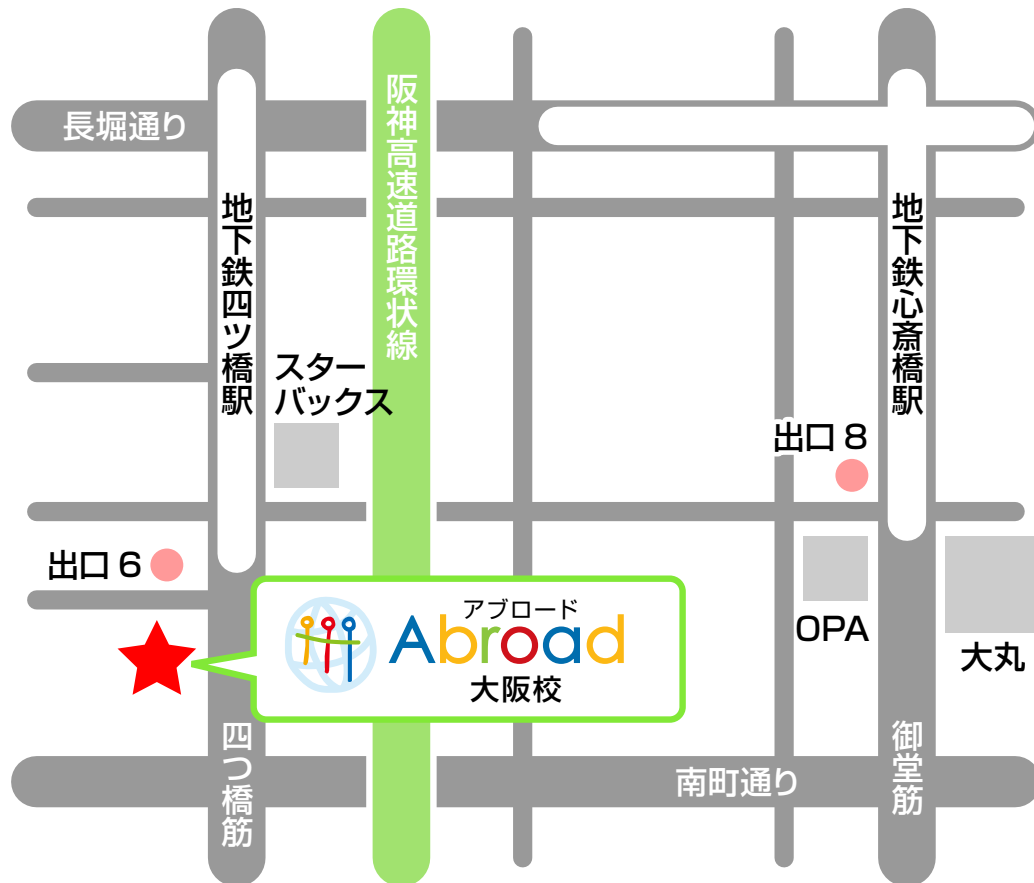 長堀通り
阪神高速道路環状線
地下鉄四ツ橋駅
地下鉄心斎橋駅
スター
バックス
出口 8
出口 6
アブロード
Abroad
大阪校
OPA
大丸
四つ橋筋
南町通り
御堂筋